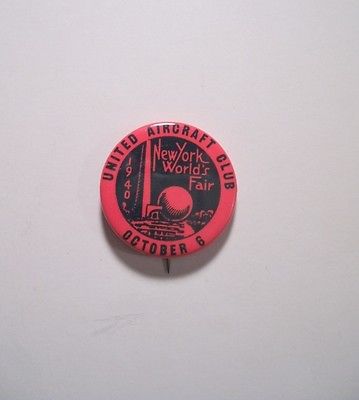 UNITED AIRCRAFT CLUB
1940
New York
World's
Fair
OCTOBER 6